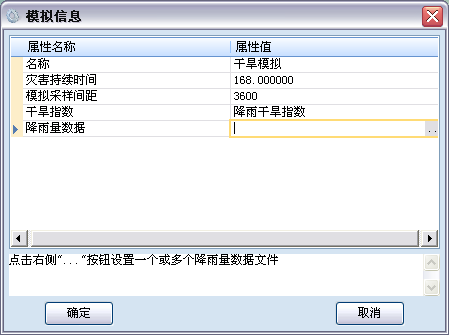 模拟信息
属性名称 属性值
名称 干旱模拟
灾害持续时间 168.000000
模拟采样间距 3600
干旱指数 降雨干旱指数
降雨量数据 ..
点击右侧“...“按钮设置一个或多个降雨量数据文件
确定 取消